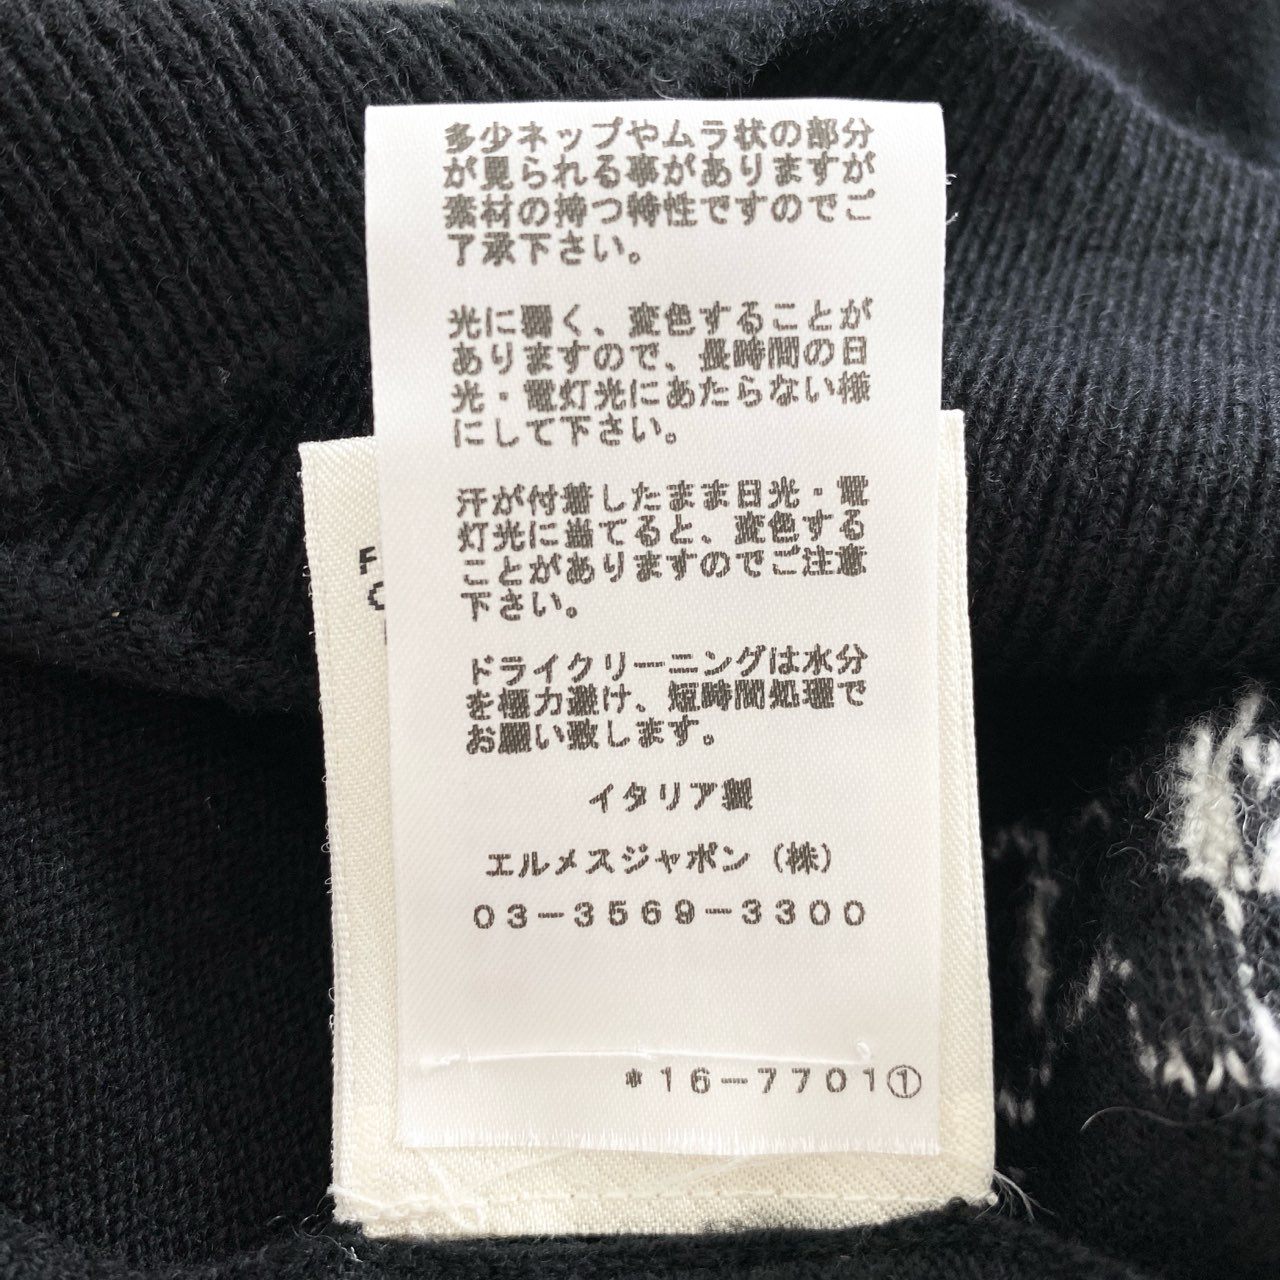 多少ネップやムラ状の部分
が見られる事がありますが
素材の持つ特性ですのでご
了承下さい。
光に弱く、変色することが
ありますので、長時間の日
光・電灯光にあたらない様
にして下さい。
汗が付着したまま日光・電
灯光に当てると、変色する
ことがありますのでご注意
下さい。
ドライクリーニングは水分
を極力避け、短時間処理で
お願い致します。
イタリア製
エルメスジャポン（株）
03-3569-3300
*16-7701①